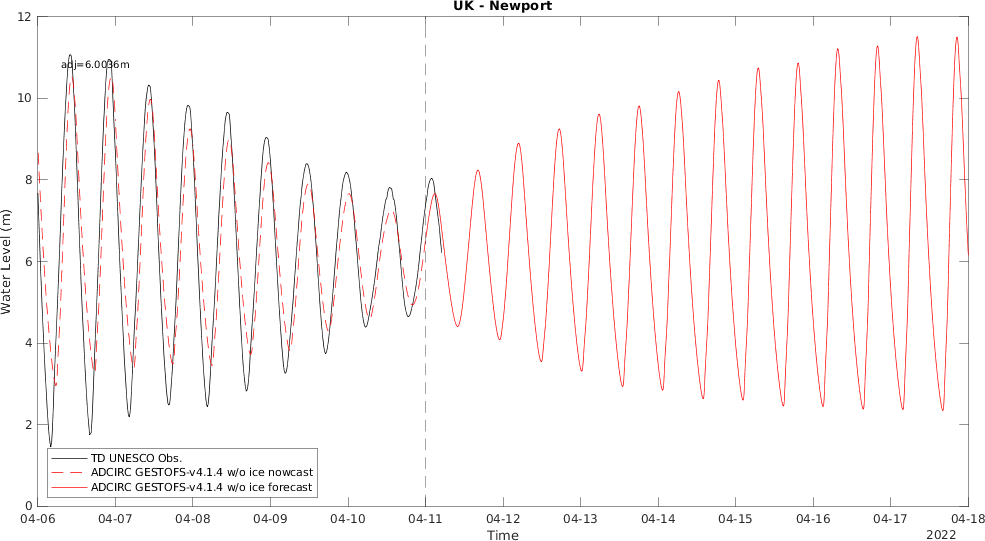 UK - Newport
adj=6.0036m
Water Level (m)
12
10
8
6
4
2
0
TD UNESCO Obs.
ADCIRC GESTOFS-v4.1.4 w/o ice nowcast
ADCIRC GESTOFS-v4.1.4 w/o ice forecast
04-06 04-07 04-08 04-09 04-10 04-11 04-12 04-13 04-14 04-15 04-16 04-17 04-18
Time
2022